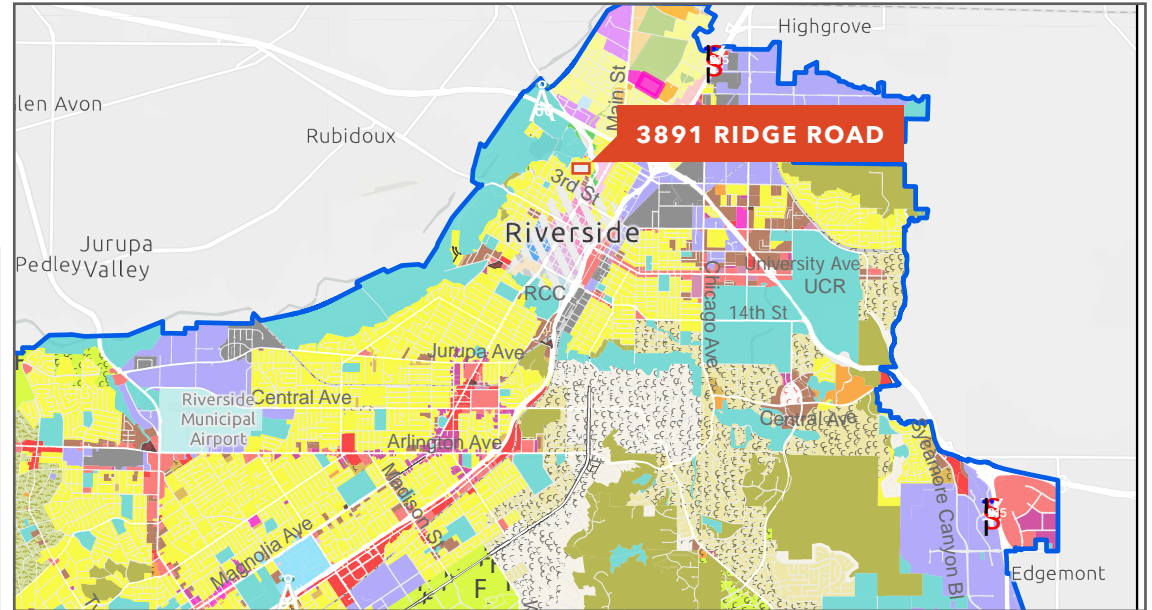 Highgrove
len Avon
Main St
Rubidoux
3891 RIDGE ROAD
3rd St
Riverside
Jurupa
Valley
Pedley
University Ave
UCR
Chicago Ave
RCC
14th St
Jurupa Ave
Riverside
Municipal
Airport
Central Ave
Central Ave
Arlington Ave
Madison St
Sycamore Canyon Bl
Magnolia Ave
Edgemont
F
F